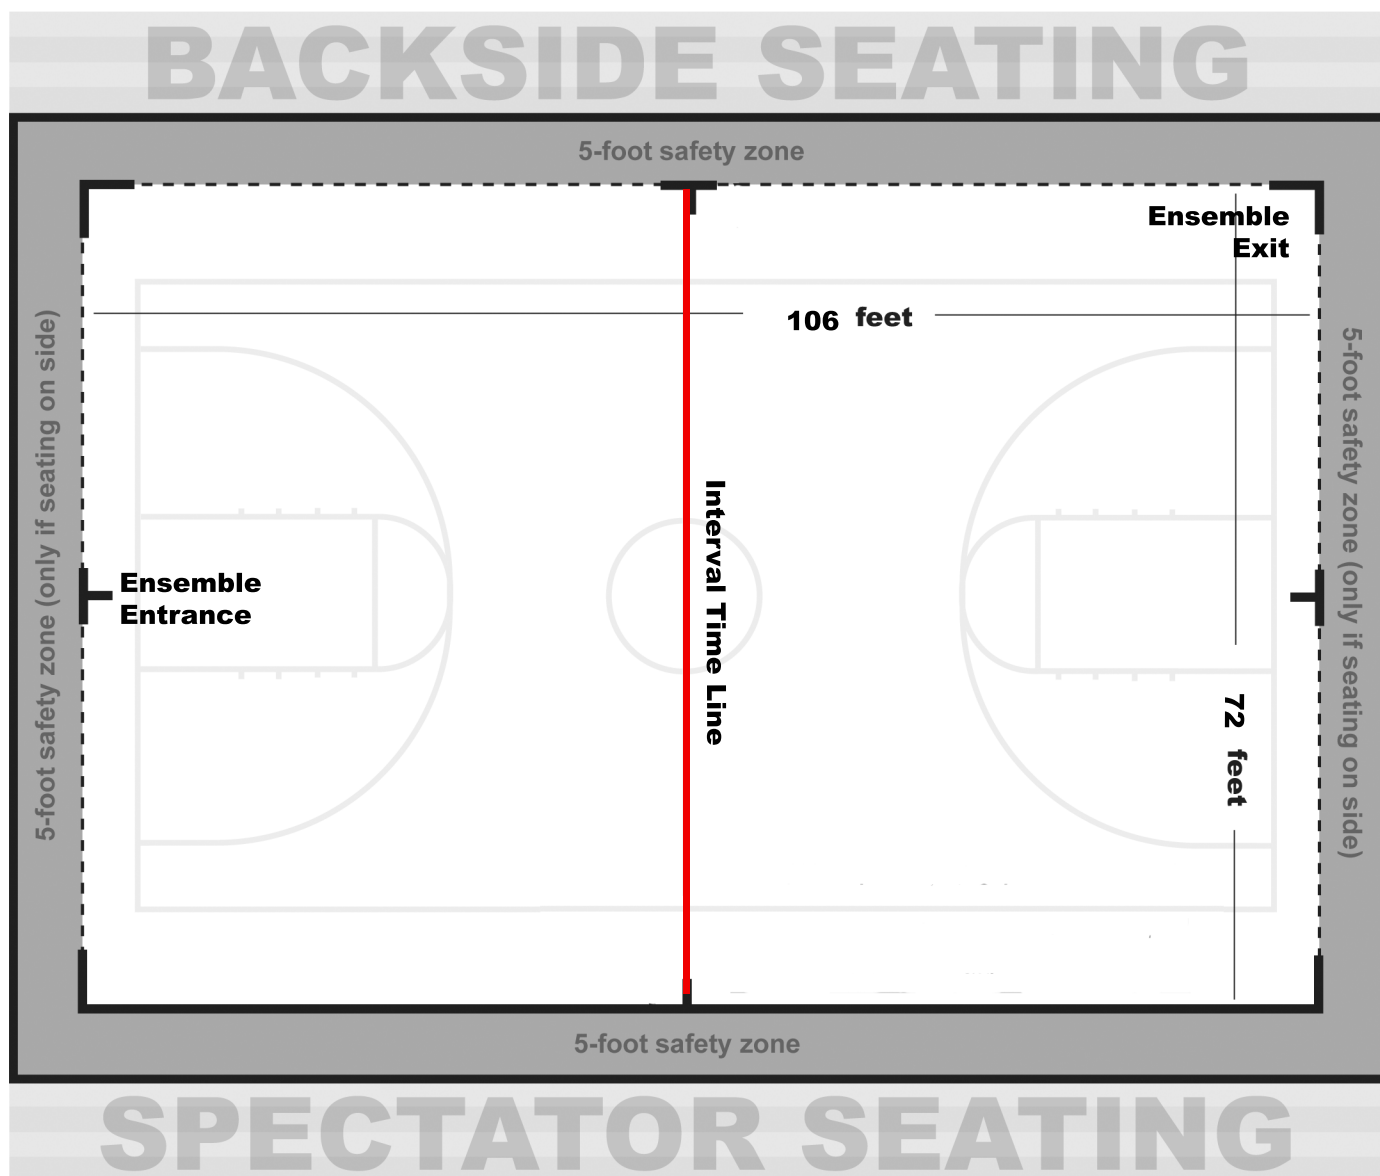 BACKSIDE SEATING
5-foot safety zone
Ensemble
Exit
106 feet
5-foot safety zone (only if seating on side)
5-foot safety zone (only if seating on side)
Interval Time Line
Ensemble
Entrance
72 feet
5-foot safety zone
SPECTATOR SEATING